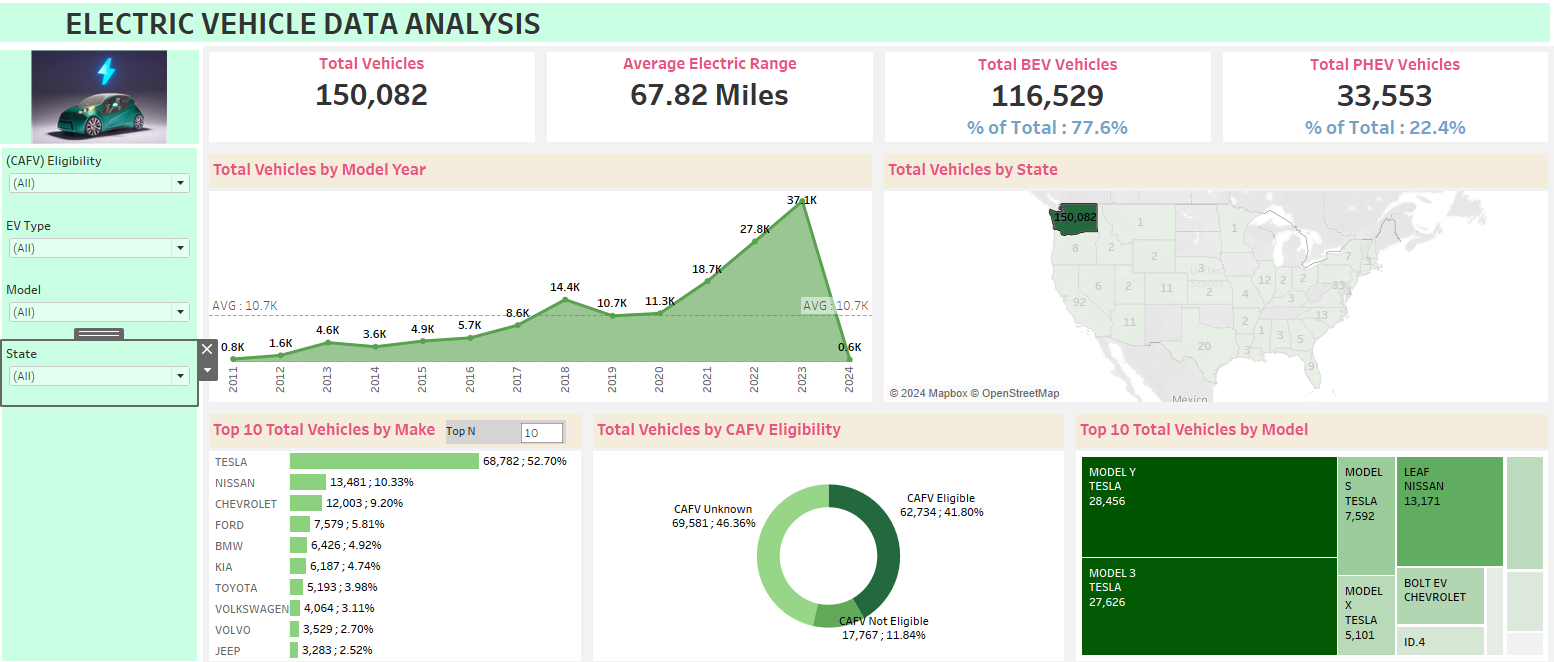 ELECTRIC VEHICLE DATA ANALYSIS
Total Vehicles
150,082
Average Electric Range
67.82 Miles
Total BEV Vehicles
116,529
% of Total : 77.6%
Total PHEV Vehicles
33,553
% of Total : 22.4%
(CAFV) Eligibility
(All)
EV Type
(All)
Model
(All)
State
(All)
Total Vehicles by Model Year
37.1K
27.8K
18.7K
14.4K
10.7K
11.3K
8.6K
5.7K
4.9K
3.6K
4.6K
1.6K
0.8K
0.6K
AVG : 10.7K
AVG : 10.7K
2011
2012
2013
2014
2015
2016
2017
2018
2019
2020
2021
2022
2023
2024
Total Vehicles by State
150,082
1
1
8
2
2
3
United
States
7
3
6
2
11
2
12
2
2
33
4
92
4
3
13
11
2
1
3
5
20
3
9
Mexico
© 2024 Mapbox © OpenStreetMap
Top 10 Total Vehicles by Make
Top N
10
TESLA 68,782 ; 52.70%
NISSAN 13,481 ; 10.33%
CHEVROLET 12,003 ; 9.20%
FORD 7,579 ; 5.81%
BMW 6,426 ; 4.92%
KIA 6,187 ; 4.74%
TOYOTA 5,193 ; 3.98%
VOLKSWAGEN 4,064 ; 3.11%
VOLVO 3,529 ; 2.70%
JEEP 3,283 ; 2.52%
Total Vehicles by CAFV Eligibility
CAFV Unknown
69,581 ; 46.36%
CAFV Eligible
62,734 ; 41.80%
CAFV Not Eligible
17,767 ; 11.84%
Top 10 Total Vehicles by Model
MODEL Y
TESLA
28,456
MODEL 3
TESLA
27,626
MODEL
S
TESLA
7,592
MODEL
X
TESLA
5,101
LEAF
NISSAN
13,171
BOLT EV
CHEVROLET
ID.4